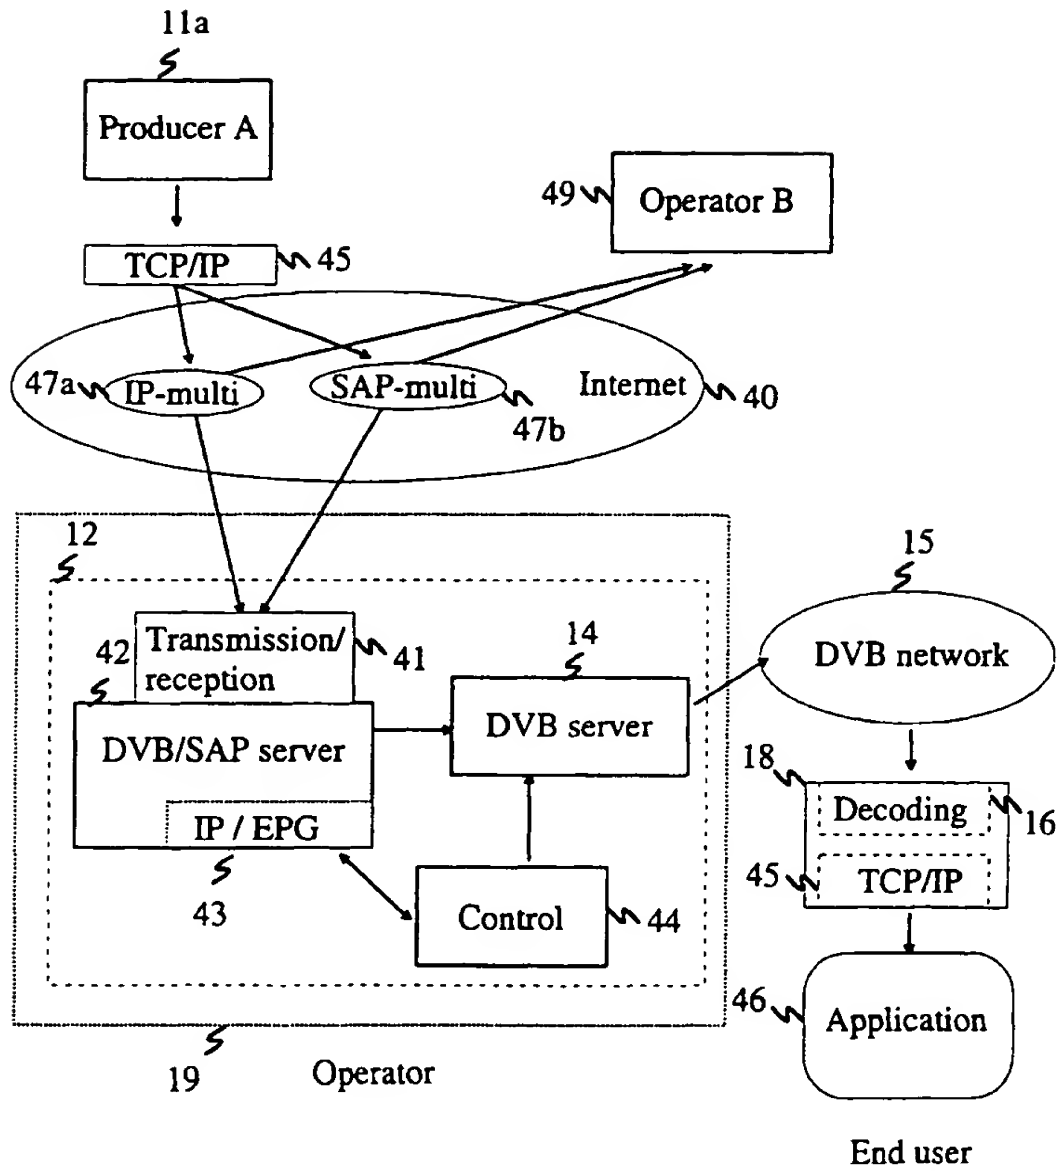 11a
Producer A
49
Operator B
TCP/IP
45
47a
IP-multi
SAP-multi
47b
Internet
40
12
15
42
Transmission/
reception
41
14
DVB network
DVB/SAP server
DVB server
18
Decoding
16
IP / EPG
45
TCP/IP
43
Control
44
46
Application
19
Operator
End user